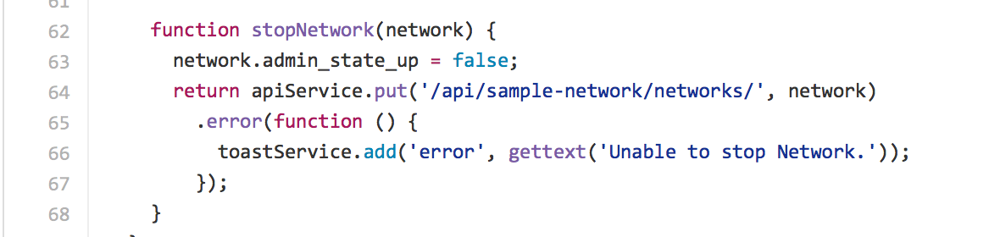 61
62 function stopNetwork(network) {
63 network.admin_state_up = false;
64 return apiService.put('/api/sample-network/networks/', network)
65 .error(function () {
66 toastService.add('error', gettext('Unable to stop Network.'));
67 });
68 }
}